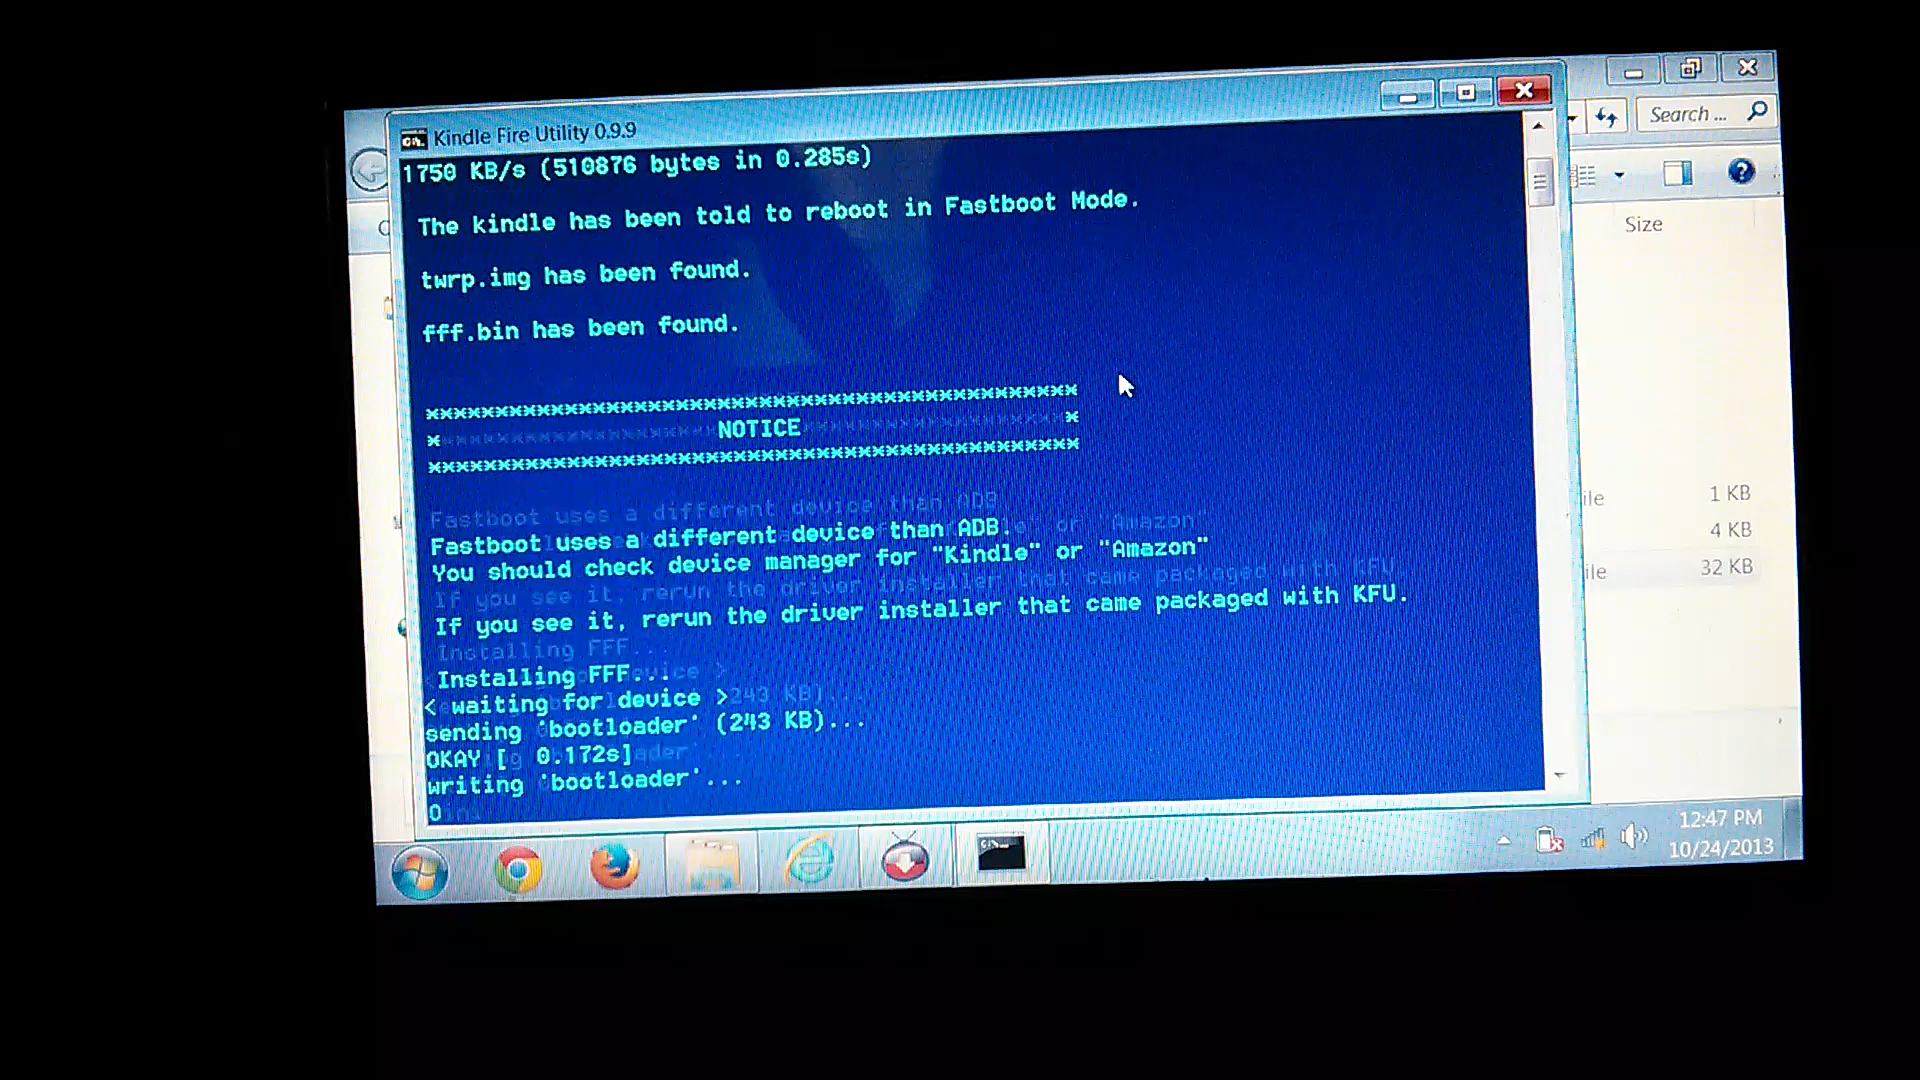 Kindle Fire Utility 0.9.9
Search ...
1750 KB/s (510876 bytes in 0.285s)
The kindle has been told to reboot in Fastboot Mode.
Size
twrp.img has been found.
fff.bin has been found.
***********************************************
* NOTICE *
***********************************************
Fastboot uses a different device than ADB.
You should check device manager for "Kindle" or "Amazon"
If you see it, rerun the driver installer that came packaged with KFU.
Installing FFF...
< waiting for device >
sending 'bootloader' (243 KB)...
OKAY [ 0.172s]
writing 'bootloader'...
O
ile 1 KB
4 KB
ile 32 KB
12:47 PM
10/24/2013